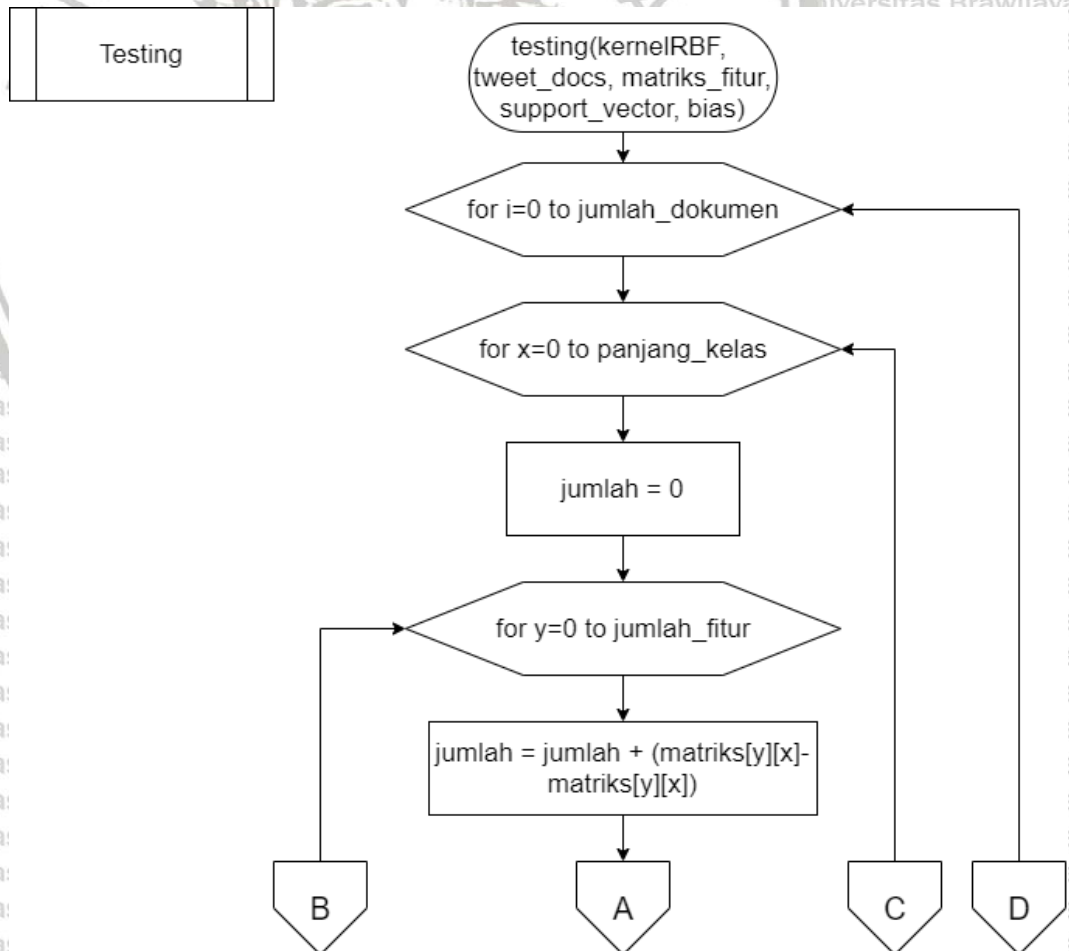 Testing
testing(kernelRBF,
tweet_docs, matriks_fitur,
support_vector, bias)
for i=0 to jumlah_dokumen
for x=0 to panjang_kelas
jumlah = 0
for y=0 to jumlah_fitur
jumlah = jumlah + (matriks[y][x]-
matriks[y][x])
B
A
C
D